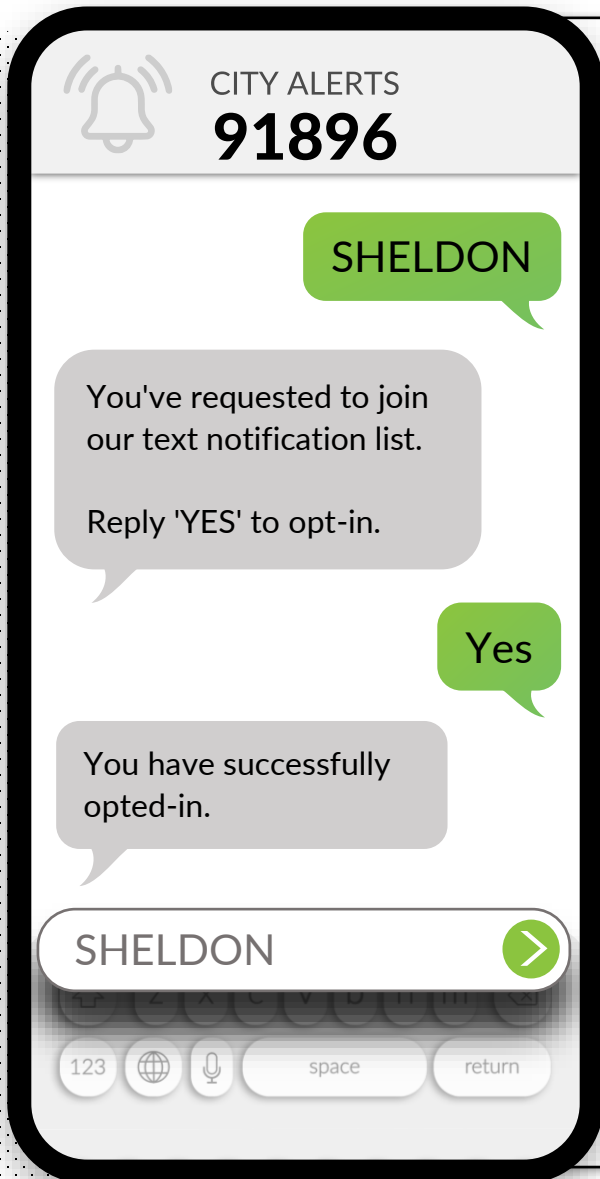 CITY ALERTS
91896
SHELDON
You've requested to join
our text notification list.
Reply 'YES' to opt-in.
Yes
You have successfully
opted-in.
SHELDON
z x c v b n m
123 space return